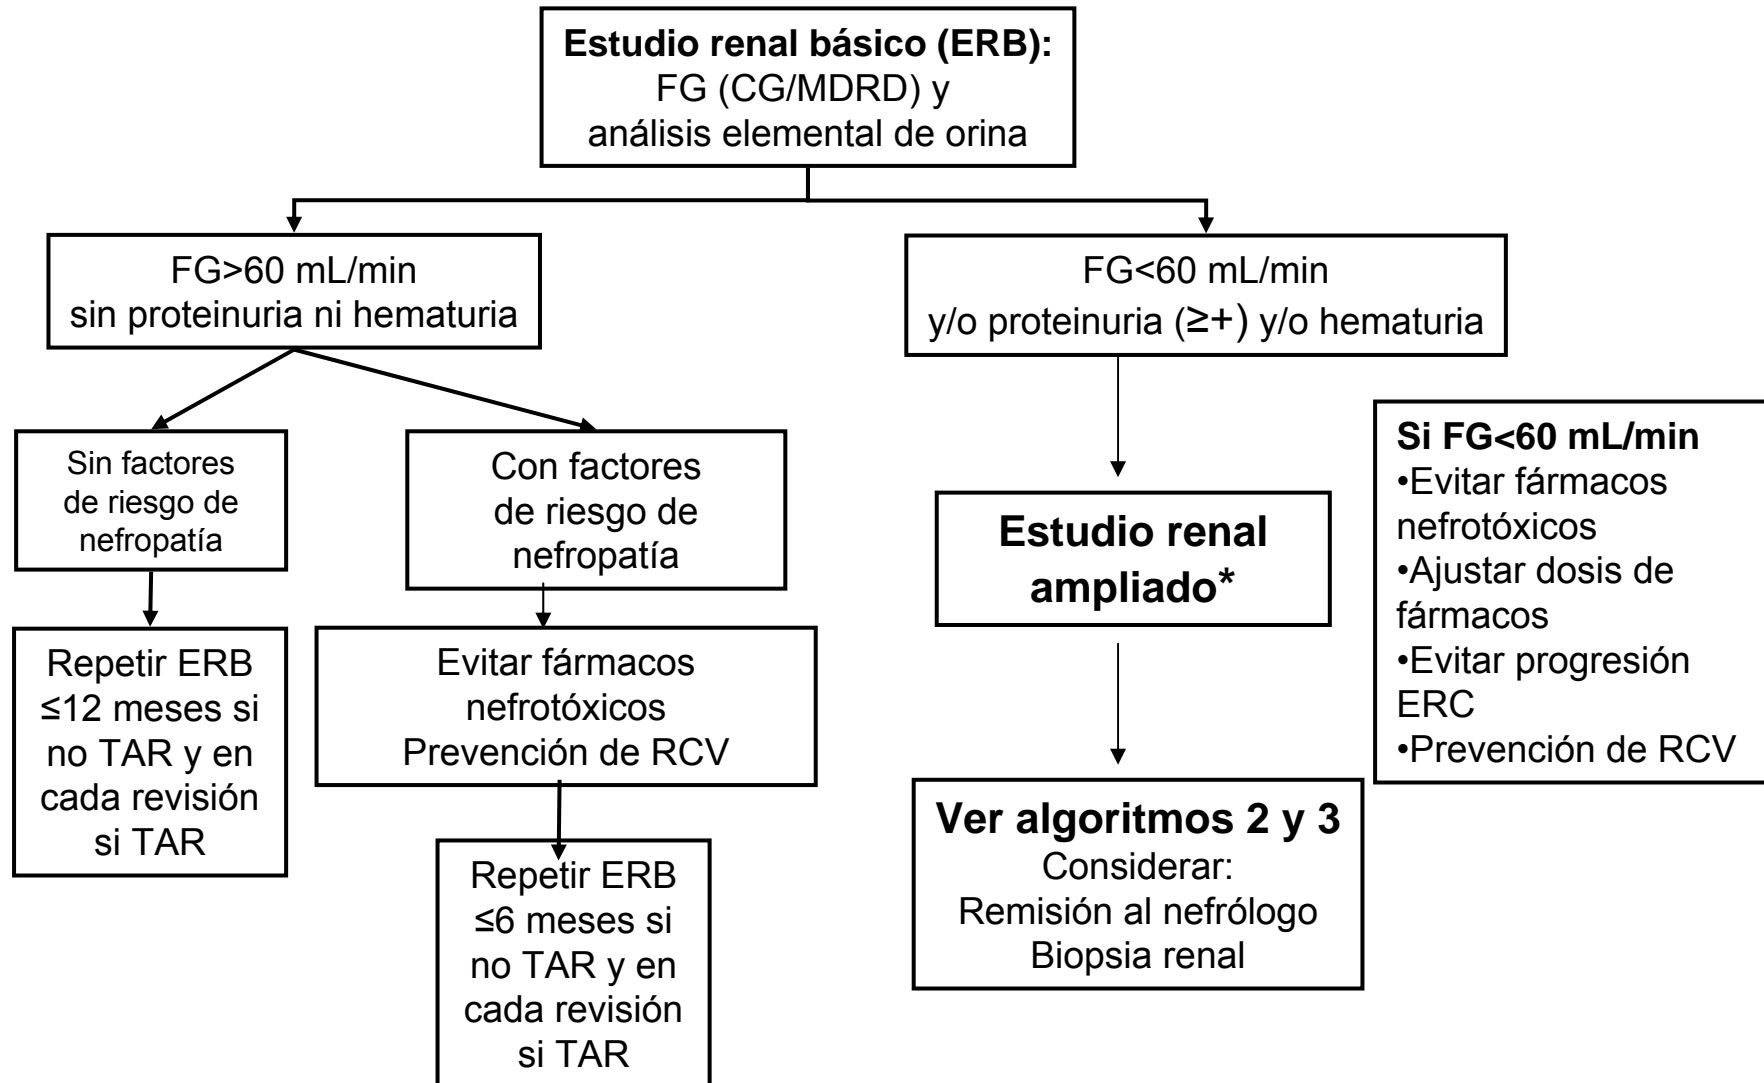 Estudio renal básico (ERB):
FG (CG/MDRD) y
análisis elemental de orina
FG>60 mL/min
sin proteinuria ni hematuria
FG<60 mL/min
y/o proteinuria (≥+) y/o hematuria
Sin factores
de riesgo de
nefropatía
Con factores
de riesgo de
nefropatía
Estudio renal
ampliado*
Si FG<60 mL/min
•Evitar fármacos
nefrotóxicos
•Ajustar dosis de
fármacos
•Evitar progresión
ERC
•Prevención de RCV
Repetir ERB
≤12 meses si
no TAR y en
cada revisión
si TAR
Evitar fármacos
nefrotóxicos
Prevención de RCV
Repetir ERB
≤6 meses si
no TAR y en
cada revisión
si TAR
Ver algoritmos 2 y 3
Considerar:
Remisión al nefrólogo
Biopsia renal